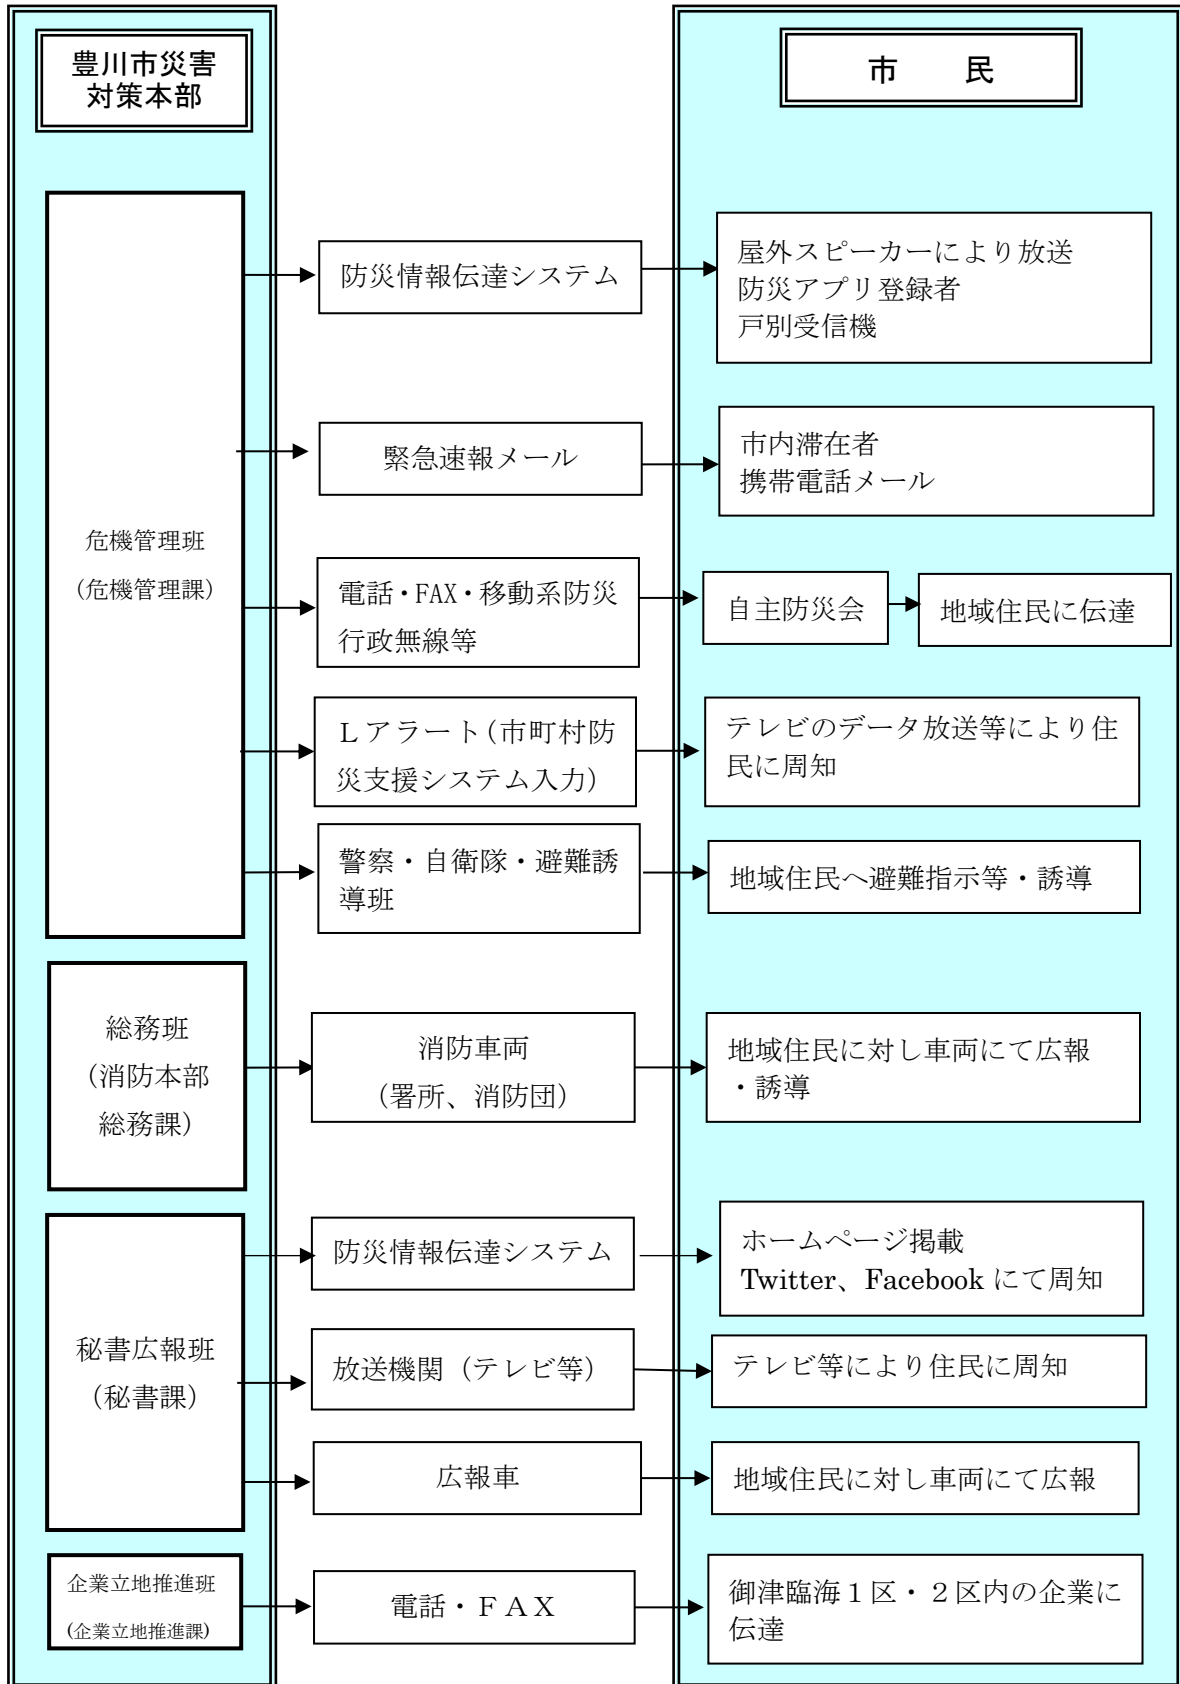 豊川市災害
対策本部
市　　民
危機管理班
(危機管理課)
防災情報伝達システム
屋外スピーカーにより放送
防災アプリ登録者
戸別受信機
緊急速報メール
市内滞在者
携帯電話メール
電話・FAX・移動系防災
行政無線等
自主防災会
地域住民に伝達
Ｌアラート(市町村防
災支援システム入力)
テレビのデータ放送等により住
民に周知
警察・自衛隊・避難誘
導班
地域住民へ避難指示等・誘導
総務班
(消防本部
総務課)
消防車両
(署所、消防団)
地域住民に対し車両にて広報
・誘導
秘書広報班
(秘書課)
防災情報伝達システム
ホームページ掲載
Twitter、Facebook にて周知
放送機関（テレビ等）
テレビ等により住民に周知
広報車
地域住民に対し車両にて広報
企業立地推進班
(企業立地推進課)
電話・ＦＡＸ
御津臨海１区・２区内の企業に
伝達